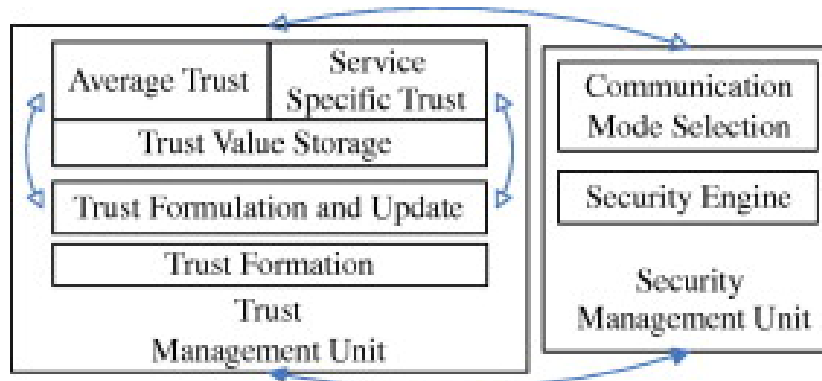 Average Trust
Service
Specific Trust
Trust Value Storage
Trust Formulation and Update
Trust Formation
Trust
Management Unit
Communication
Mode Selection
Security Engine
Security
Management Unit